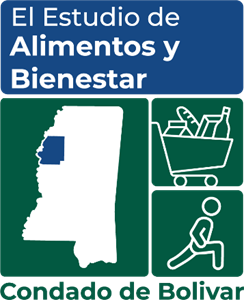 El Estudio de
Alimentos y
Bienestar
Condado de Bolivar